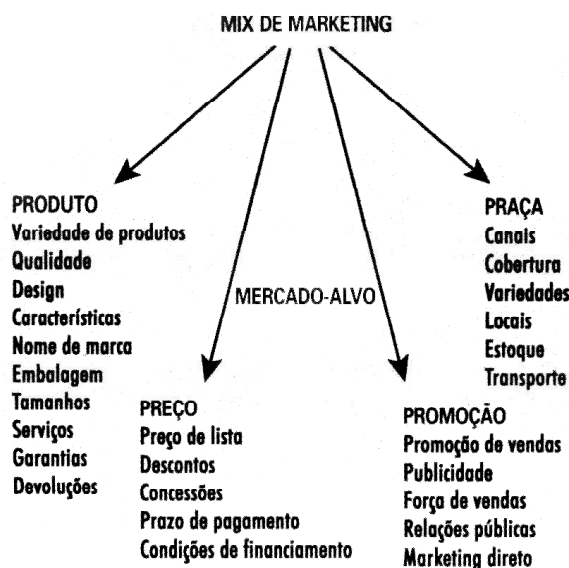 MIX DE MARKETING
PRODUTO
Variedade de produtos
Qualidade
Design
Características
Nome de marca
Embalagem
Tamanhos
Serviços
Garantias
Devoluções
MERCADO-ALVO
PREÇO
Preço de lista
Descontos
Concessões
Prazo de pagamento
Condições de financiamento
PROMOÇÃO
Promoção de vendas
Publicidade
Força de vendas
Relações públicas
Marketing direto
PRAÇA
Canais
Cobertura
Variedades
Locais
Estoque
Transporte